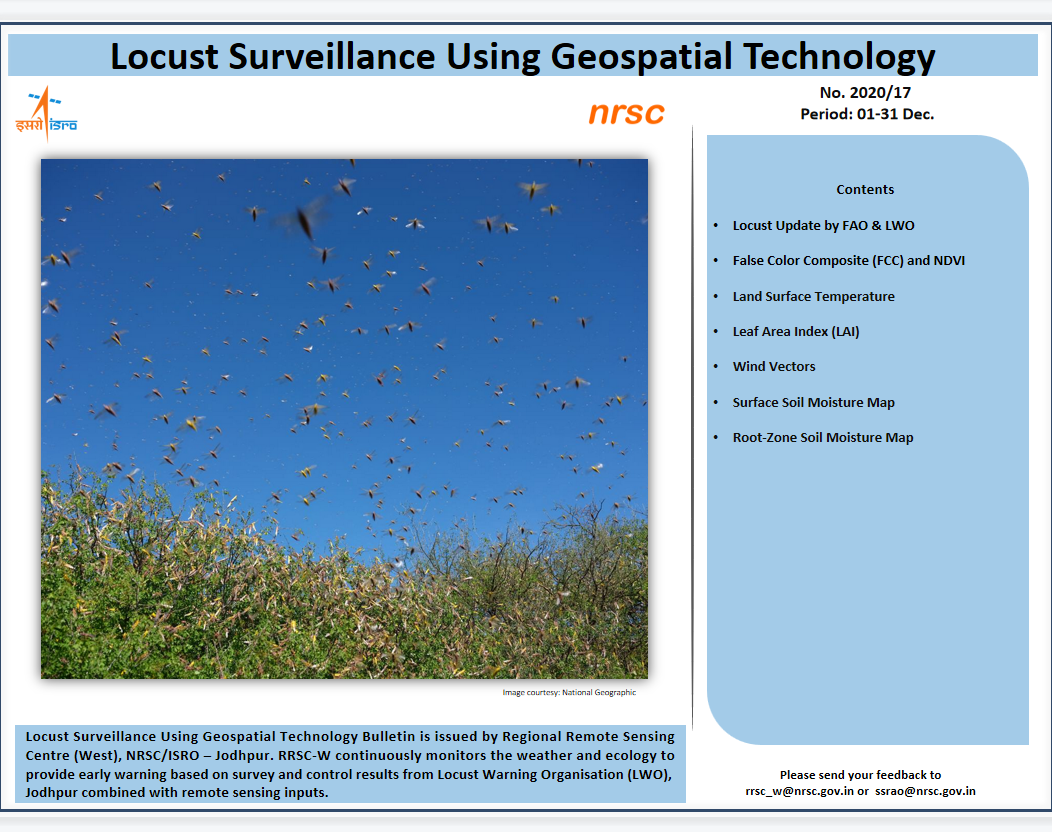 Locust Surveillance Using Geospatial Technology
इसरो isro
nrsc
No. 2020/17
Period: 01-31 Dec.
Image courtesy: National Geographic
Locust Surveillance Using Geospatial Technology Bulletin is issued by Regional Remote Sensing
Centre (West), NRSC/ISRO – Jodhpur. RRSC-W continuously monitors the weather and ecology to
provide early warning based on survey and control results from Locust Warning Organisation (LWO),
Jodhpur combined with remote sensing inputs.
Contents
• Locust Update by FAO & LWO
• False Color Composite (FCC) and NDVI
• Land Surface Temperature
• Leaf Area Index (LAI)
• Wind Vectors
• Surface Soil Moisture Map
• Root-Zone Soil Moisture Map
Please send your feedback to
rrsc_w@nrsc.gov.in or ssrao@nrsc.gov.in